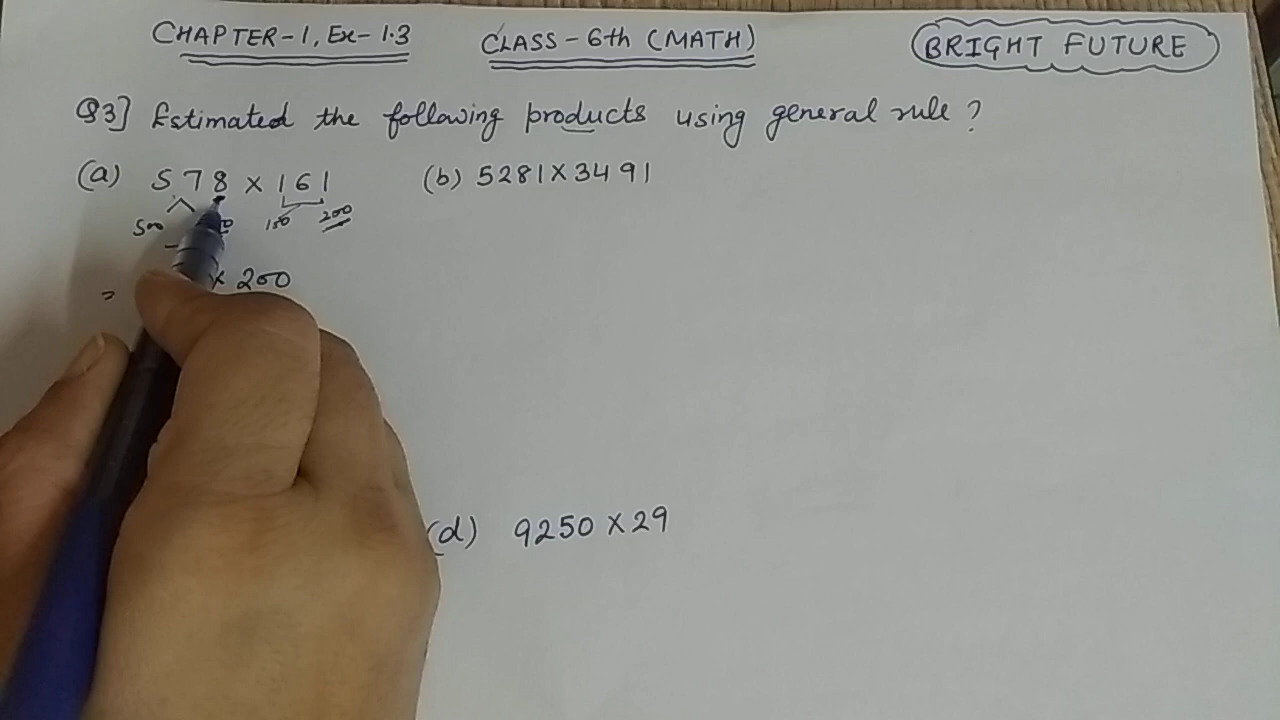 CHAPTER-1, Ex-1.3 CLASS-6th (MATH) BRIGHT FUTURE
Q3] Estimated the following products using general rule ?
(a) 578 × 161 (b) 5281 × 3491
500 150 200
= × 200
(d) 9250 × 29